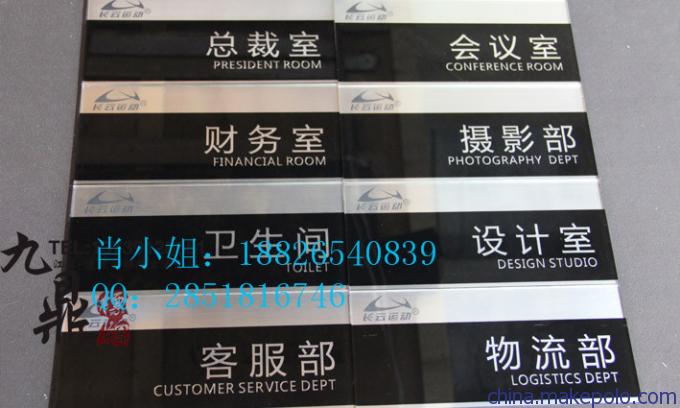 长云运动®
总裁室
PRESIDENT ROOM
长云运动®
会议室
CONFERENCE ROOM
长云运动®
财务室
FINANCIAL ROOM
长云运动®
摄影部
PHOTOGRAPHY DEPT
长云运动®
卫生间
TOILET
长云运动®
设计室
DESIGN STUDIO
肖小姐：18826540839
QQ：2851816746
九鼎
TEL:
长云运动®
客服部
CUSTOMER SERVICE DEPT
长云运动®
物流部
LOGISTICS DEPT
china.makepolo.com